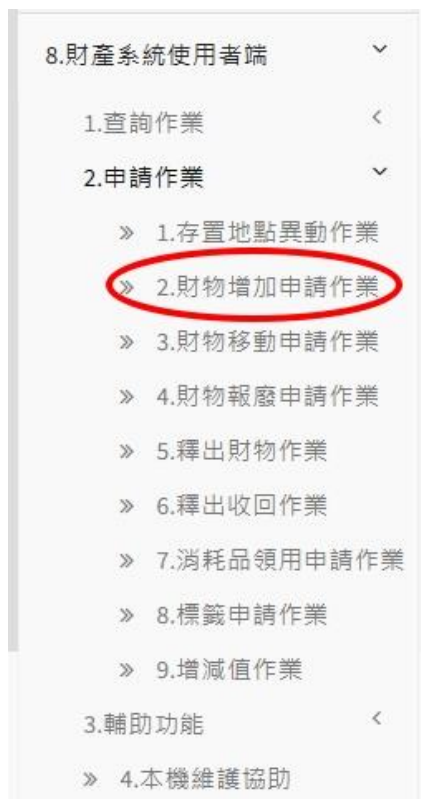 8.財產系統使用者端
1.查詢作業
2.申請作業
» 1.存置地點異動作業
» 2.財物增加申請作業
» 3.財物移動申請作業
» 4.財物報廢申請作業
» 5.釋出財物作業
» 6.釋出收回作業
» 7.消耗品領用申請作業
» 8.標籤申請作業
» 9.增減值作業
3.輔助功能
» 4.本機維護協助